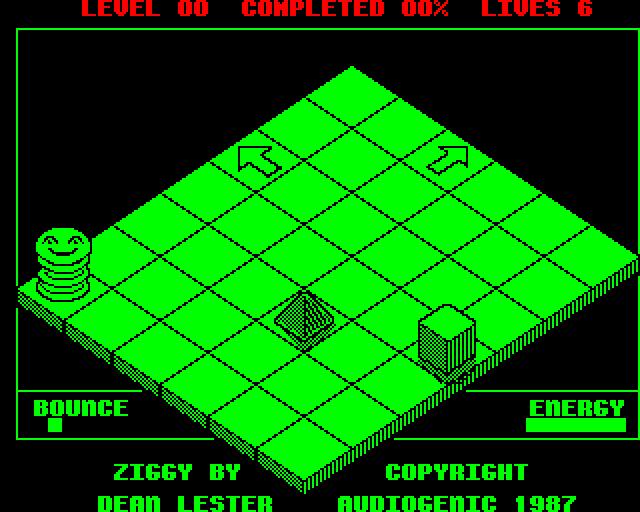 LEVEL 00 COMPLETED 00% LIVES 6
BOUNCE ENERGY
ZIGGY BY COPYRIGHT
DEAN LESTER AUDIOGENIC 1987